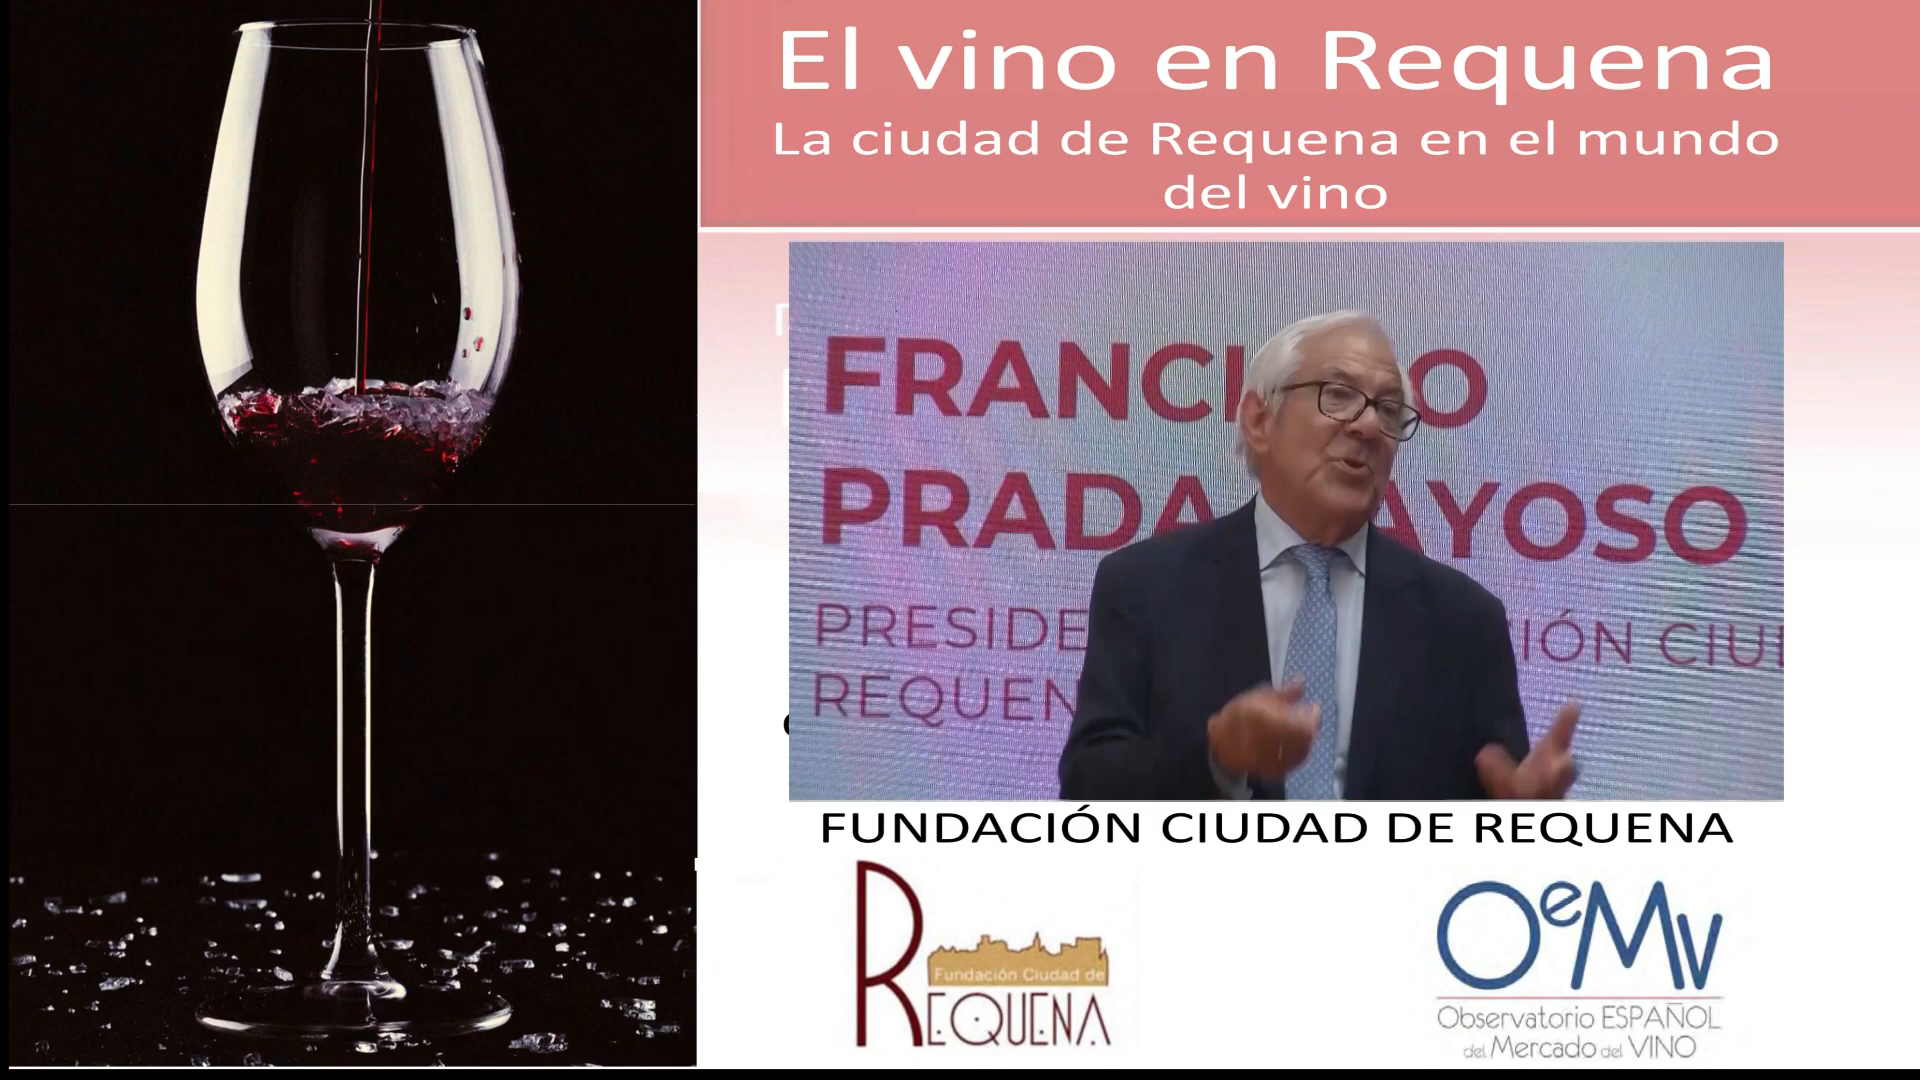 El vino en Requena
La ciudad de Requena en el mundo
del vino
FRANCI O
PRADA AYOSO
PRESIDE IÓN CIU
REQUEN
FUNDACIÓN CIUDAD DE REQUENA
Fundación Ciudad de
REQUENA
OeMv
Observatorio ESPAÑOL
del Mercado del VINO